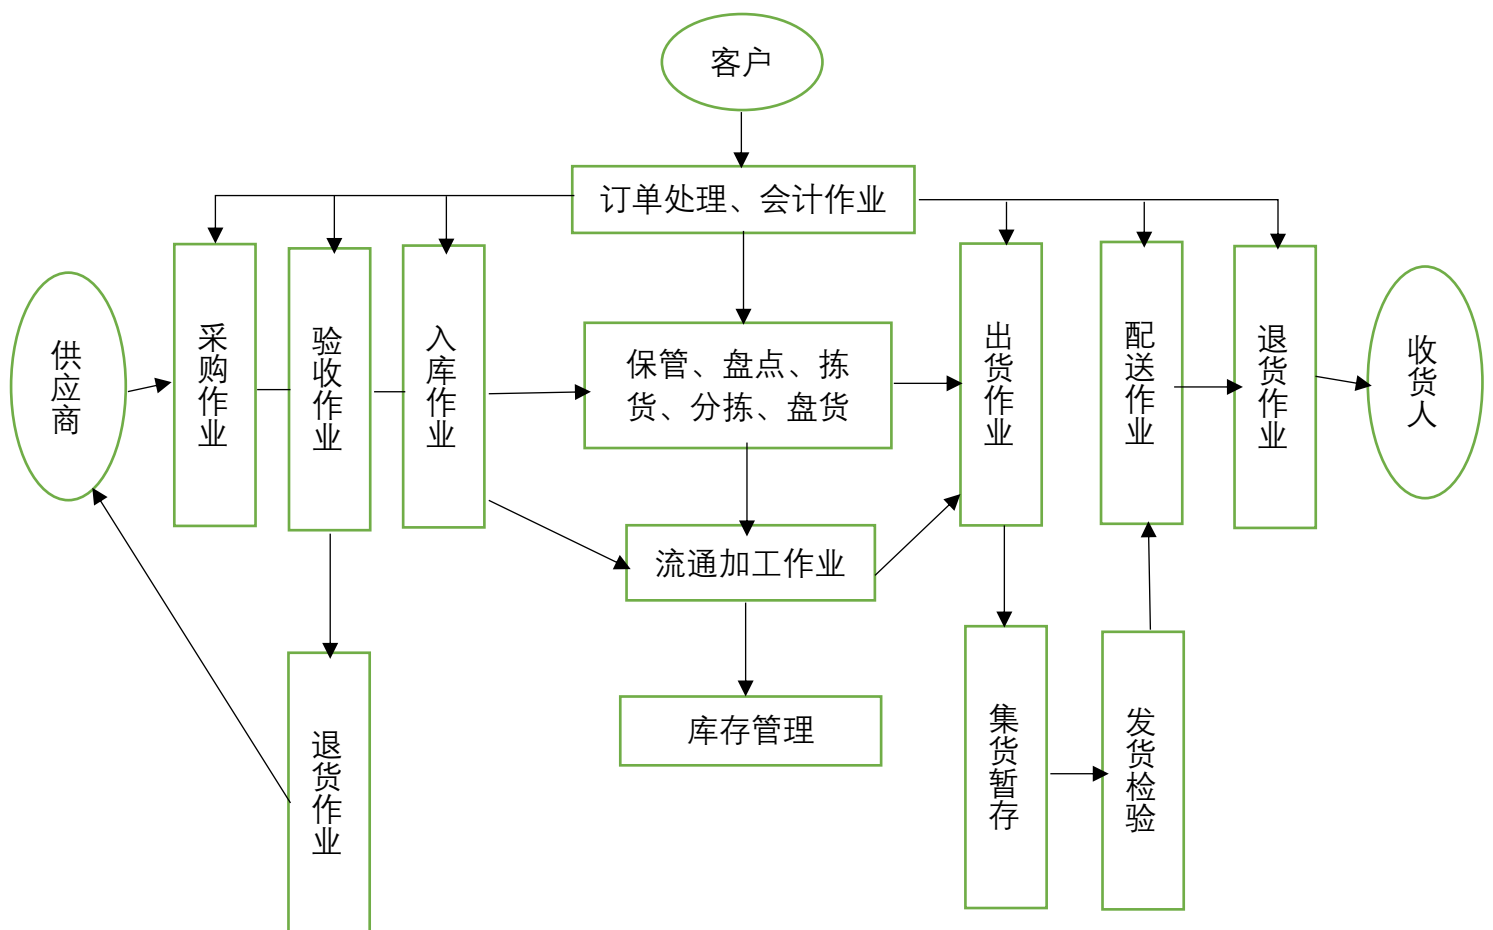 客户
订单处理、会计作业
供应商
采购作业
验收作业
入库作业
保管、盘点、拣
货、分拣、盘货
出货作业
配送作业
退货作业
收货人
流通加工作业
库存管理
退货作业
集货暂存
发货检验